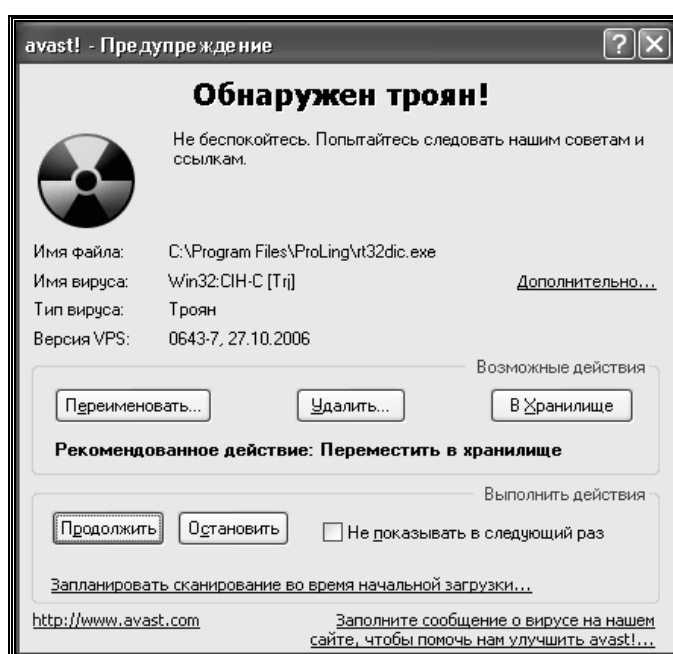 avast! - Предупреждение
Обнаружен троян!
Не беспокойтесь. Попытайтесь следовать нашим советам и
ссылкам.
Имя файла: C:\Program Files\ProLing\rt32dic.exe
Имя вируса: Win32:CIH-C [Trj] Дополнительно...
Тип вируса: Троян
Версия VPS: 0643-7, 27.10.2006
Возможные действия
Переименовать... Удалить... В Хранилище
Рекомендованное действие: Переместить в хранилище
Выполнить действия
Продолжить Остановить Не показывать в следующий раз
Запланировать сканирование во время начальной загрузки...
http://www.avast.com Заполните сообщение о вирусе на нашем
сайте, чтобы помочь нам улучшить avast!...